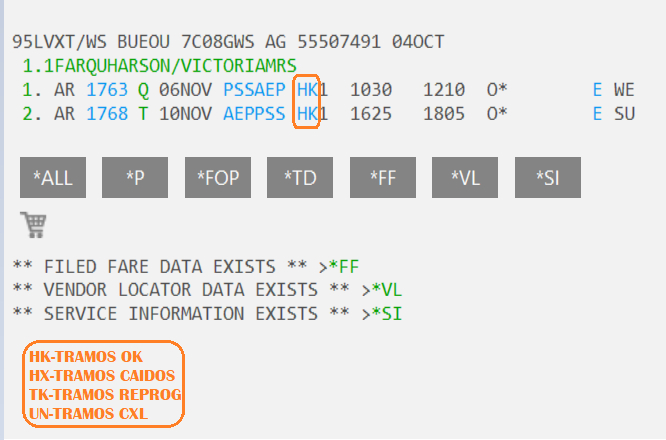 95LVXT/WS BUEOU 7C08GWS AG 55507491 04OCT
1.1FARQUHARSON/VICTORIAMRS
1. AR 1763 Q 06NOV PSSAEP HK1 1030 1210 O* E WE
2. AR 1768 T 10NOV AEPPSS HK1 1625 1805 O* E SU
*ALL *P *FOP *TD *FF *VL *SI
** FILED FARE DATA EXISTS ** >*FF
** VENDOR LOCATOR DATA EXISTS ** >*VL
** SERVICE INFORMATION EXISTS ** >*SI
HK-TRAMOS OK
HX-TRAMOS CAIDOS
TK-TRAMOS REPROG
UN-TRAMOS CXL